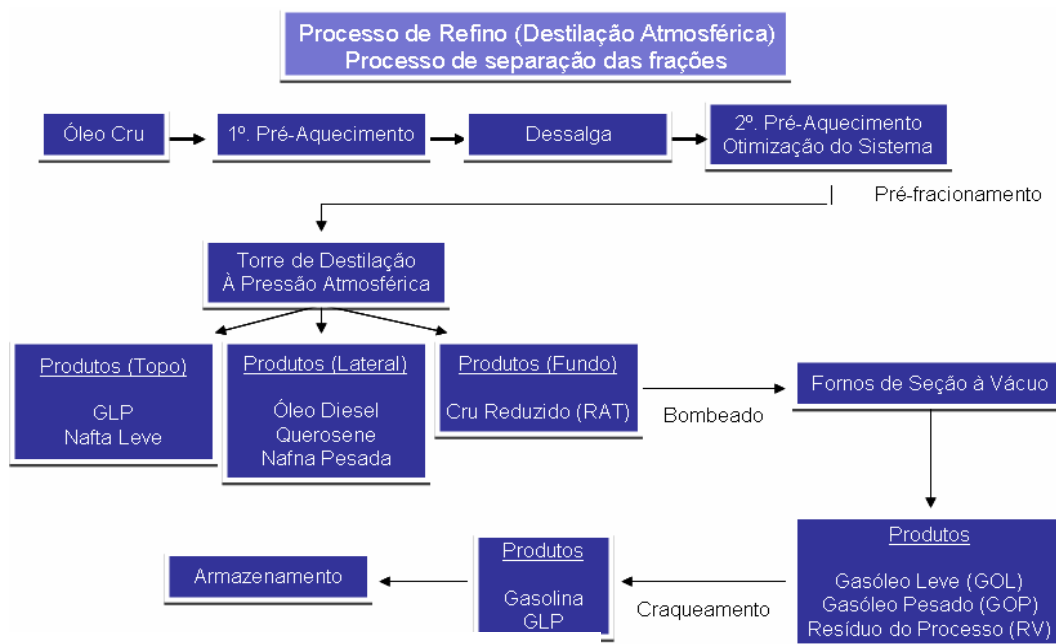 Processo de Refino (Destilação Atmosférica)
Processo de separação das frações
Óleo Cru
1º. Pré-Aquecimento
Dessalga
2º. Pré-Aquecimento
Otimização do Sistema
Pré-fracionamento
Torre de Destilação
À Pressão Atmosférica
Produtos (Topo)
GLP
Nafta Leve
Produtos (Lateral)
Óleo Diesel
Querosene
Nafna Pesada
Produtos (Fundo)
Cru Reduzido (RAT)
Bombeado
Fornos de Seção à Vácuo
Produtos
Gasóleo Leve (GOL)
Gasóleo Pesado (GOP)
Resíduo do Processo (RV)
Craqueamento
Produtos
Gasolina
GLP
Armazenamento